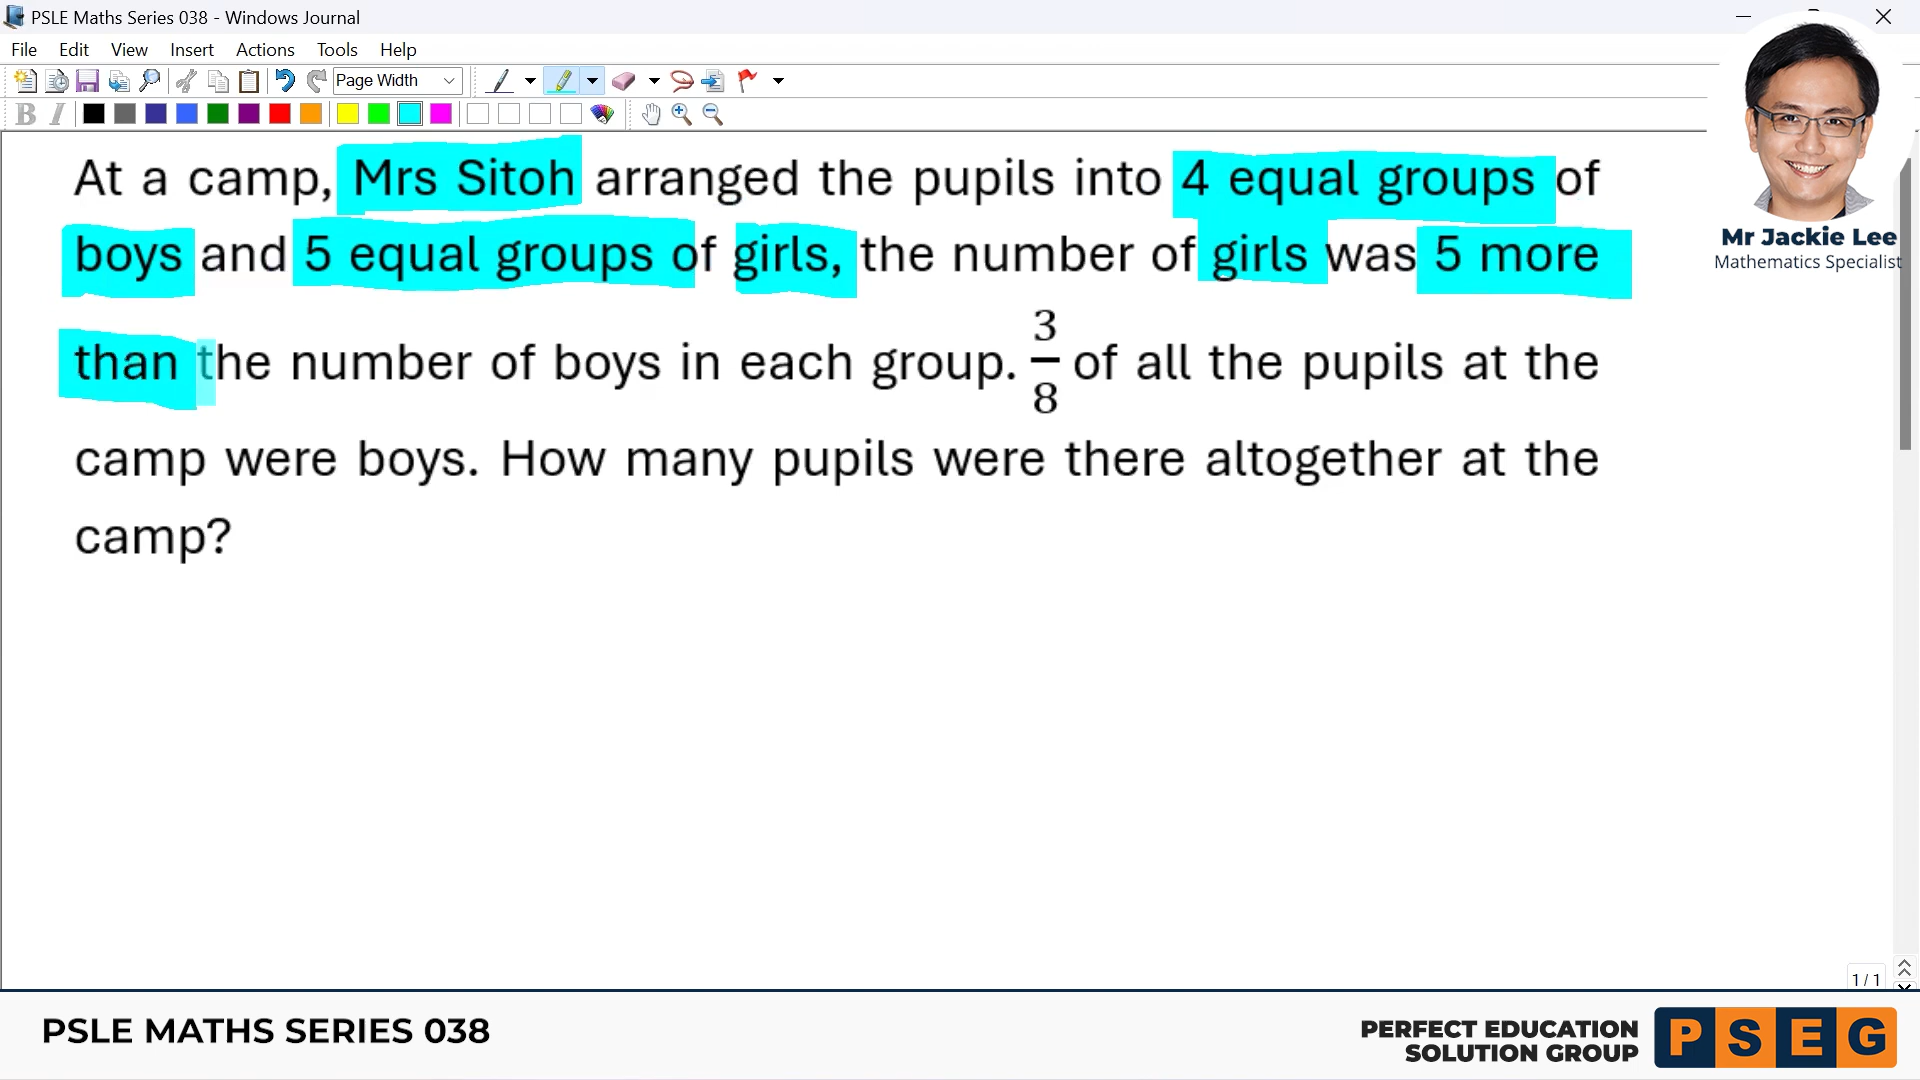 PSLE Maths Series 038 - Windows Journal
File Edit View Insert Actions Tools Help
Page Width
B I
At a camp, Mrs Sitoh arranged the pupils into 4 equal groups of
boys and 5 equal groups of girls, the number of girls was 5 more
than the number of boys in each group. 3/8 of all the pupils at the
camp were boys. How many pupils were there altogether at the
camp?
Mr Jackie Lee
Mathematics Specialist
1 / 1
PSLE MATHS SERIES 038
PERFECT EDUCATION
SOLUTION GROUP
PSEG